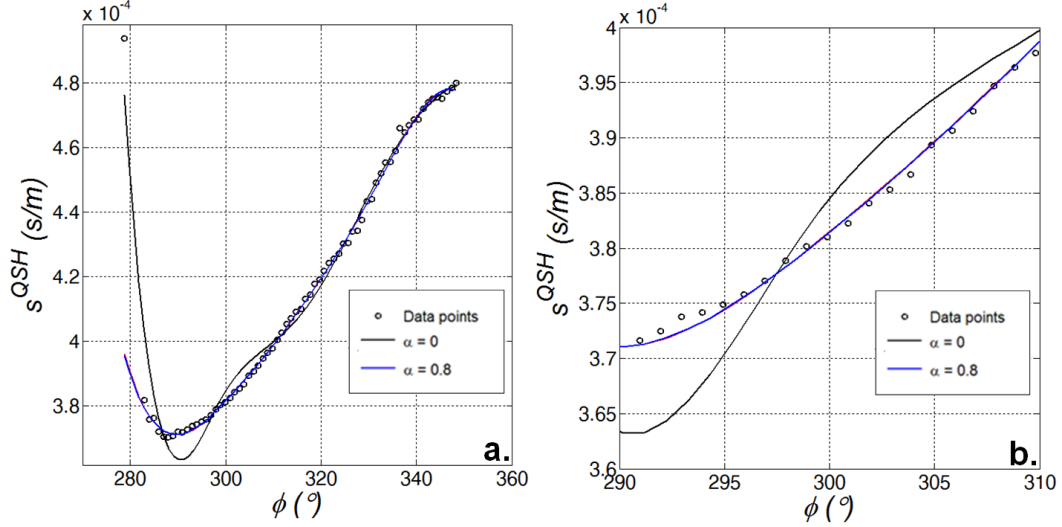 x 10⁻⁴
4.8
4.6
4.4
4.2
4
3.8
s^QSH (s/m)
Data points
α = 0
α = 0.8
a.
280 300 320 340 360
ϕ (°)
x 10⁻⁴
4
3.95
3.9
3.85
3.8
3.75
3.7
3.65
3.6
s^QSH (s/m)
Data points
α = 0
α = 0.8
b.
290 295 300 305 310
ϕ (°)